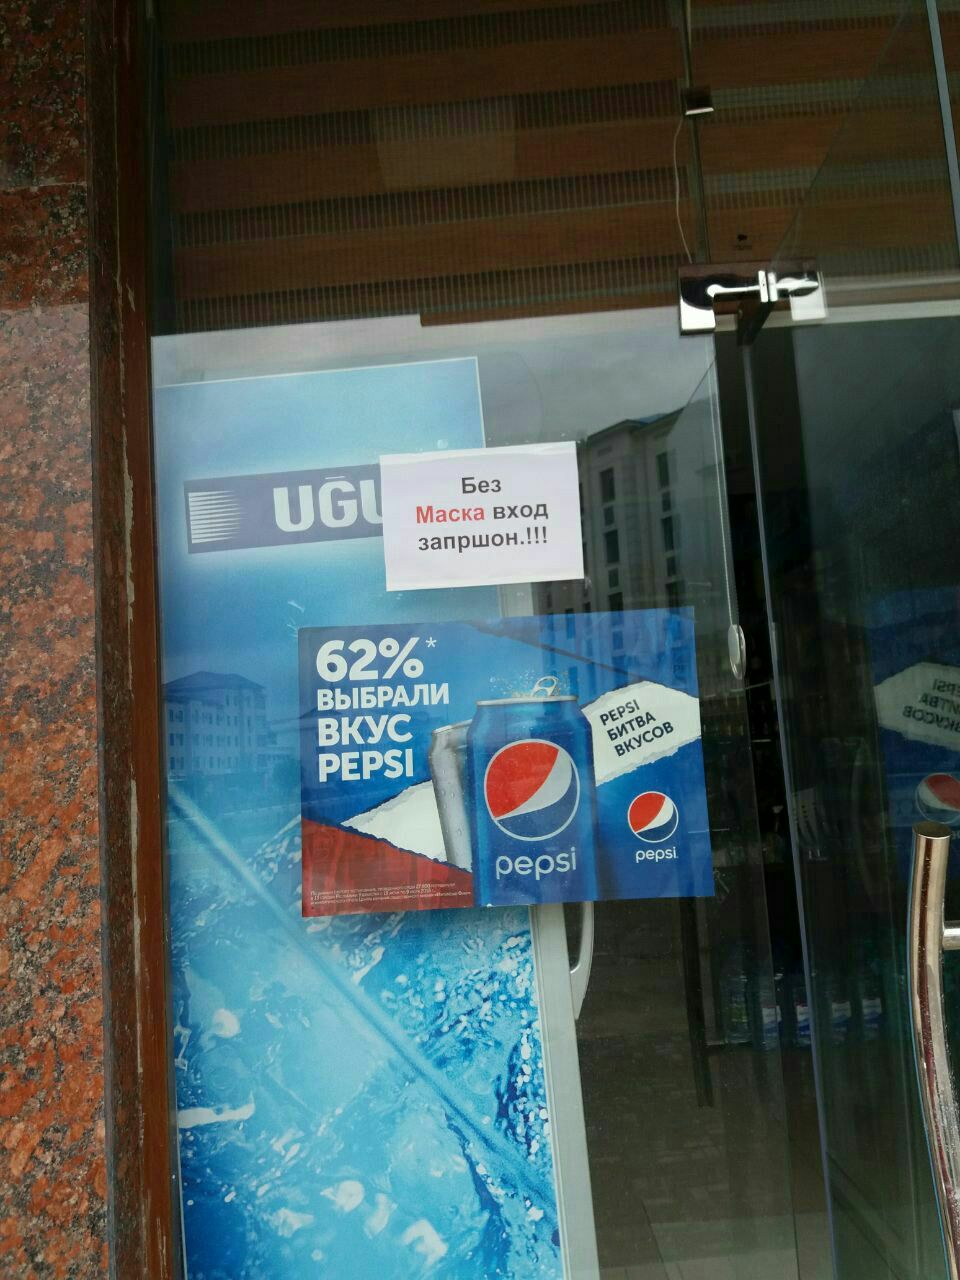 UĞU
Без
Маска вход
запршон.!!!
62%*
ВЫБРАЛИ
ВКУС
PEPSI
PEPSI
БИТВА
ВКУСОВ
pepsi
pepsi